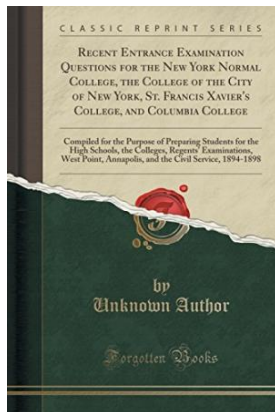 CLASSIC REPRINT SERIES
RECENT ENTRANCE EXAMINATION
QUESTIONS FOR THE NEW YORK NORMAL
COLLEGE, THE COLLEGE OF THE CITY OF
NEW YORK, ST. FRANCIS XAVIER'S
COLLEGE, AND COLUMBIA COLLEGE
Compiled for the Purpose of Preparing Students for the
High Schools, the Colleges, Regents' Examinations,
West Point, Annapolis, and the Civil Service, 1894-1898
by
Unknown Author
Forgotten Books